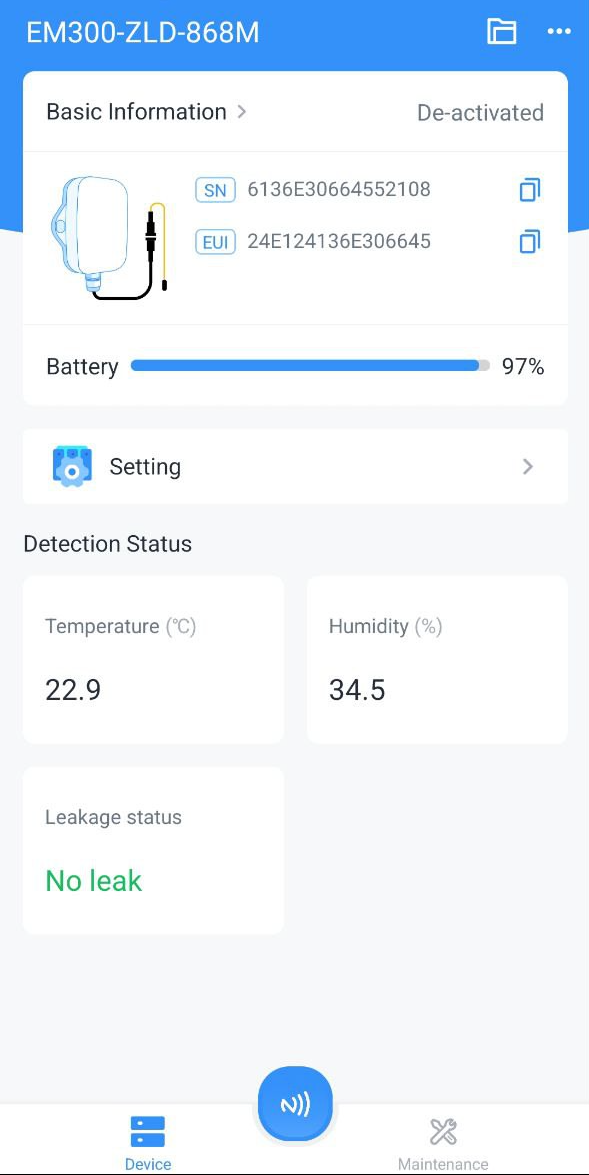 EM300-ZLD-868M
Basic Information
De-activated
SN 6136E30664552108
EUI 24E124136E306645
Battery 97%
Setting
Detection Status
Temperature (℃)
Humidity (%)
22.9
34.5
Leakage status
No leak
Device
Maintenance